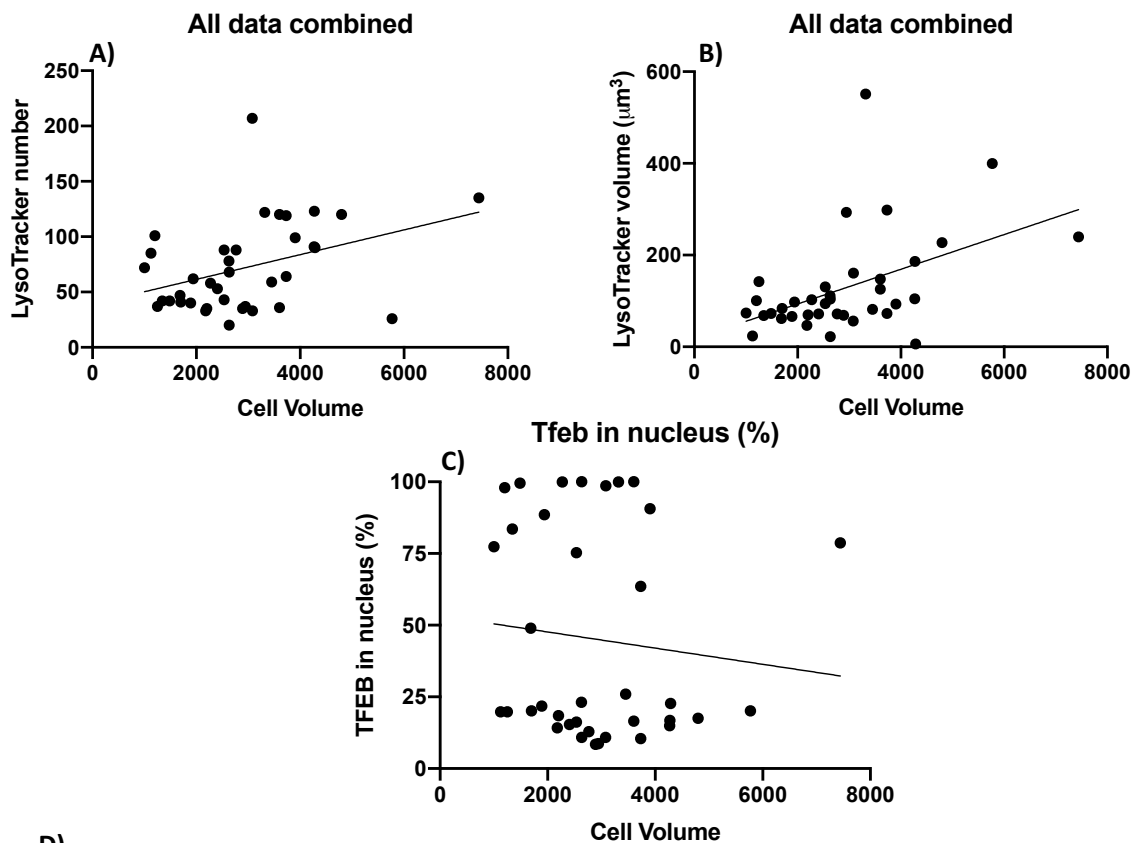 All data combined
A)
LysoTracker number
250
200
150
100
50
0
0 2000 4000 6000 8000
Cell Volume
All data combined
B)
LysoTracker volume (μm³)
600
400
200
0
0 2000 4000 6000 8000
Cell Volume
Tfeb in nucleus (%)
C)
TFEB in nucleus (%)
100
75
50
25
0
0 2000 4000 6000 8000
Cell Volume
D)